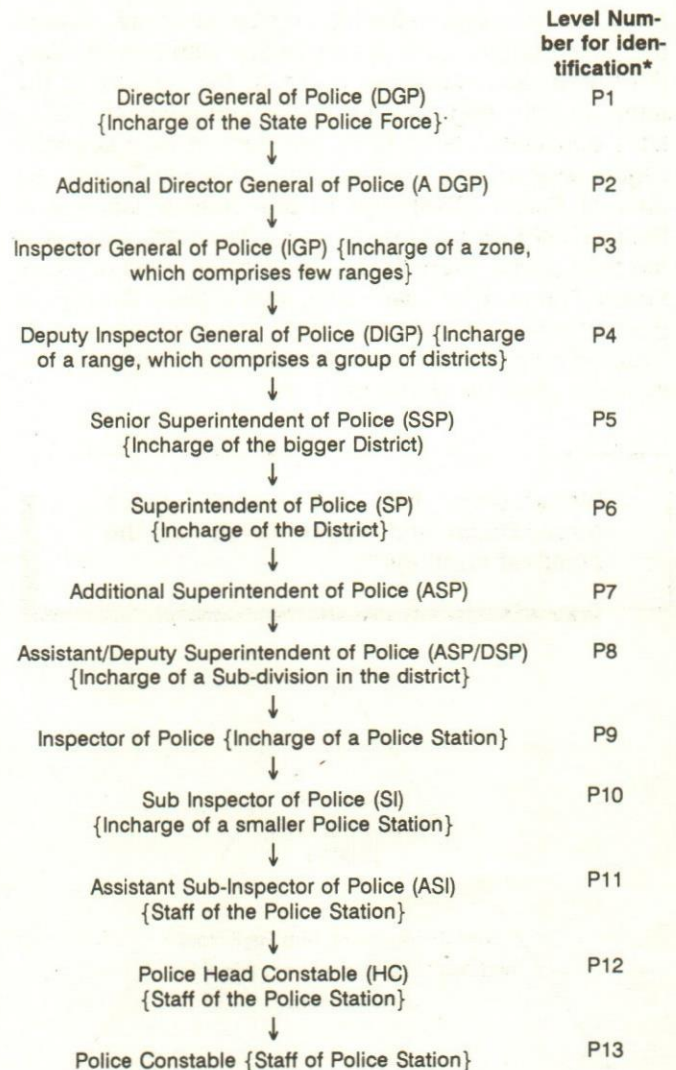 Level Num-
ber for iden-
tification*
Director General of Police (DGP) P1
{Incharge of the State Police Force}
↓
Additional Director General of Police (A DGP) P2
↓
Inspector General of Police (IGP) {Incharge of a zone, P3
which comprises few ranges}
↓
Deputy Inspector General of Police (DIGP) {Incharge P4
of a range, which comprises a group of districts}
↓
Senior Superintendent of Police (SSP) P5
{Incharge of the bigger District)
↓
Superintendent of Police (SP) P6
{Incharge of the District}
↓
Additional Superintendent of Police (ASP) P7
↓
Assistant/Deputy Superintendent of Police (ASP/DSP) P8
{Incharge of a Sub-division in the district}
↓
Inspector of Police {Incharge of a Police Station} P9
↓
Sub Inspector of Police (SI) P10
{Incharge of a smaller Police Station}
↓
Assistant Sub-Inspector of Police (ASI) P11
{Staff of the Police Station}
↓
Police Head Constable (HC) P12
{Staff of the Police Station}
↓
Police Constable {Staff of Police Station} P13